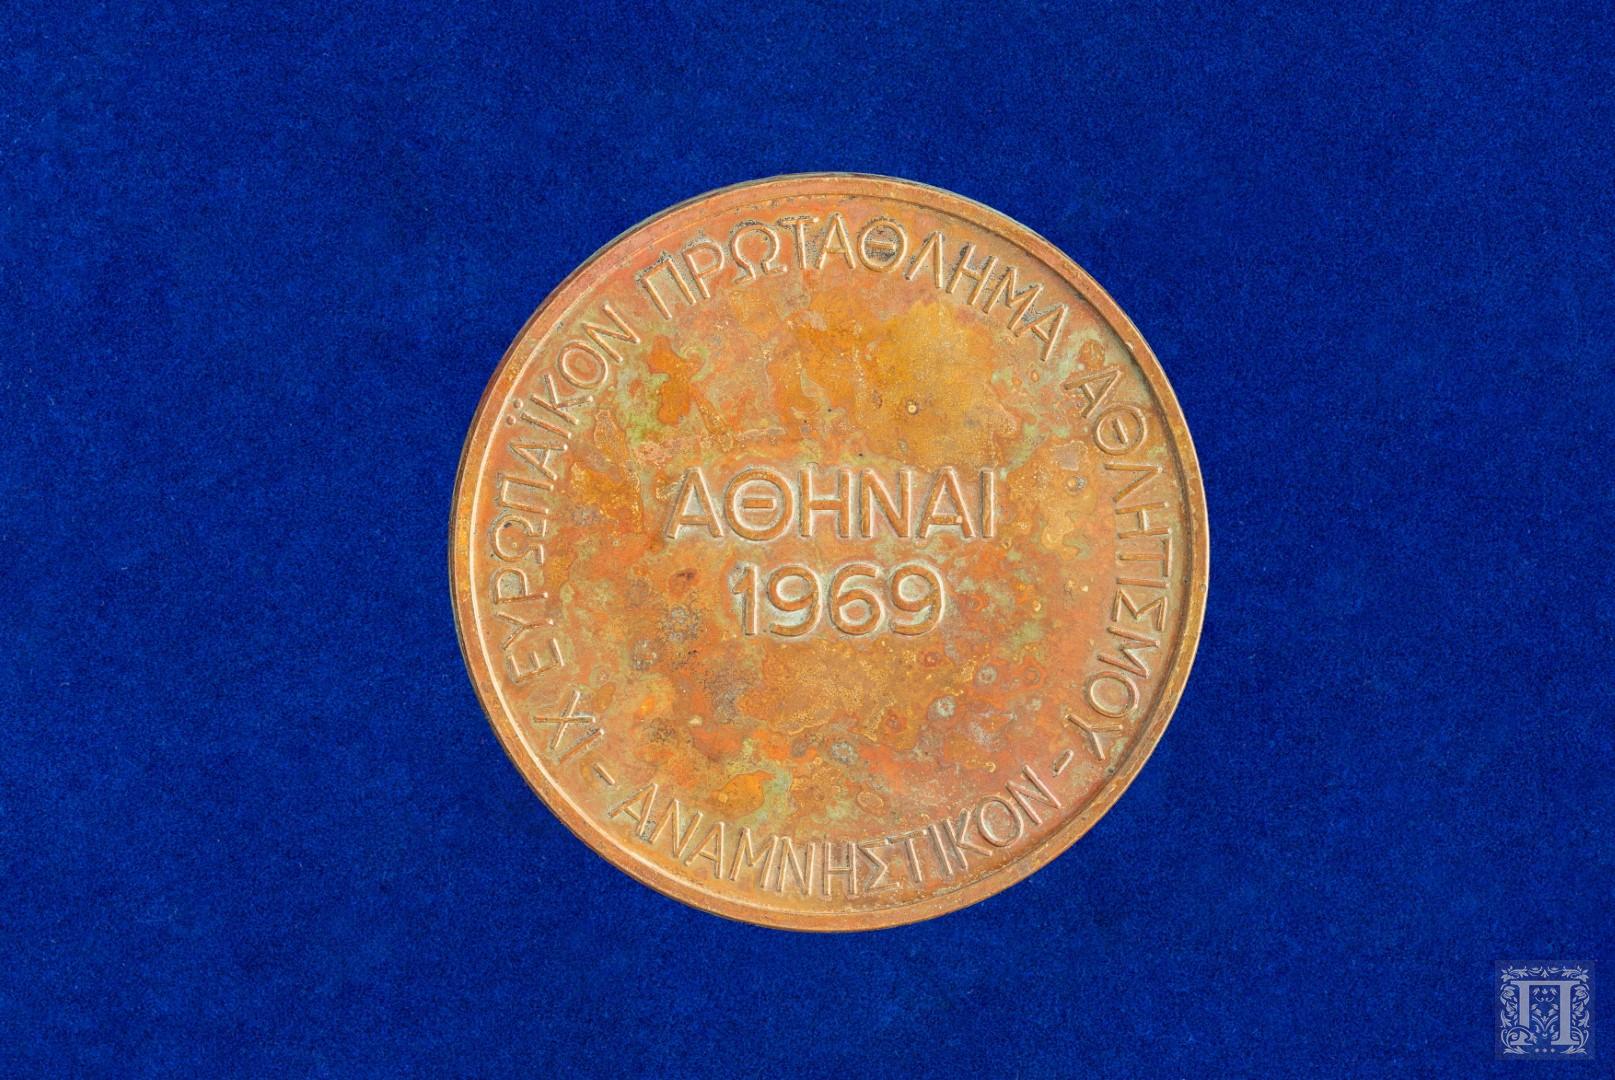 ΙΧ ΕΥΡΩΠΑΪΚΟΝ ΠΡΩΤΑΘΛΗΜΑ ΑΘΛΗΤΙΣΜΟΥ
- ΑΝΑΜΝΗΣΤΙΚΟΝ -
ΑΘΗΝΑΙ
1969
Π